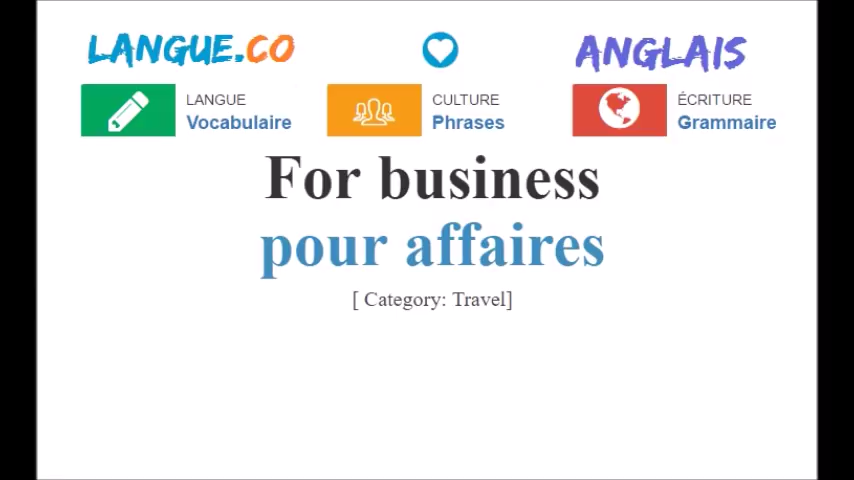 LANGUE.CO
ANGLAIS
LANGUE
Vocabulaire
CULTURE
Phrases
ÉCRITURE
Grammaire
For business
pour affaires
[ Category: Travel]